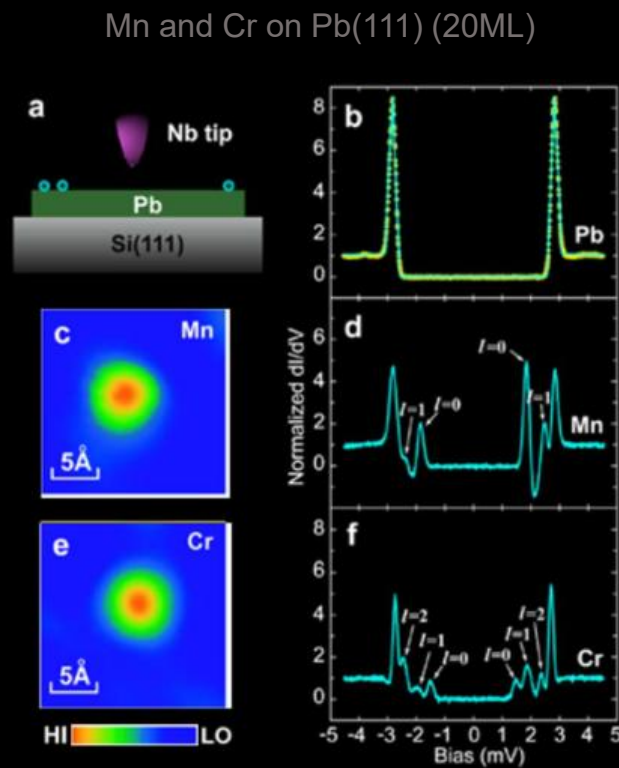 Mn and Cr on Pb(111) (20ML)
a
Nb tip
Pb
Si(111)
c
Mn
5Å
e
Cr
5Å
HI
LO
Normalized dI/dV
b
8
6
4
2
0
Pb
d
6
4
2
0
l=1
l=0
l=0
l=1
Mn
f
8
6
4
2
0
l=2
l=1
l=0
l=0
l=1
l=2
Cr
-5 -4 -3 -2 -1 0 1 2 3 4 5
Bias (mV)